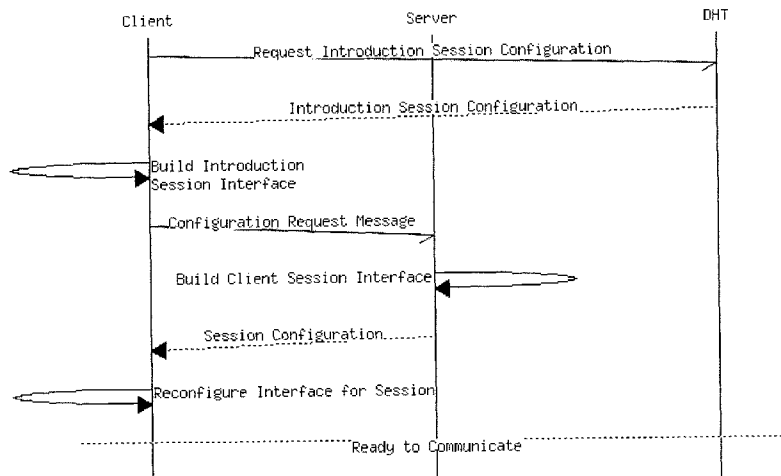 Client Server DHT
Request Introduction Session Configuration
Introduction Session Configuration
Build Introduction
Session Interface
Configuration Request Message
Build Client Session Interface
Session Configuration
Reconfigure Interface for Session
Ready to Communicate